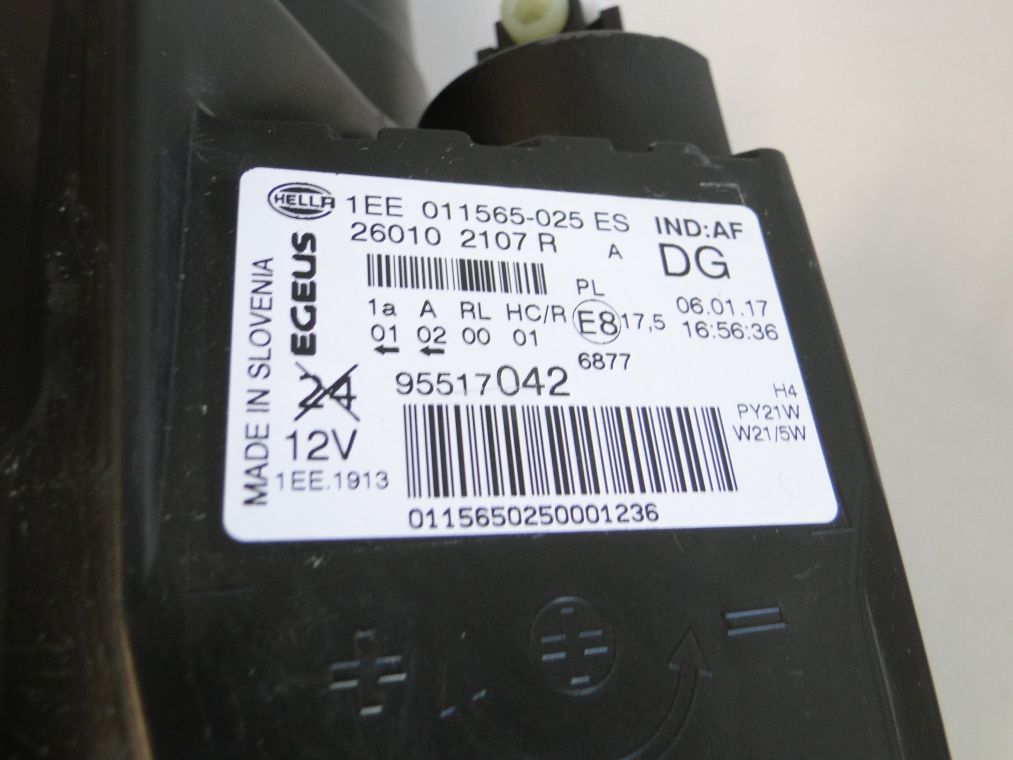 HELLA
1EE 011565-025 ES
IND:AF
26010 2107 R
A
DG
MADE IN SLOVENIA
EGEUS
PL
06.01.17
1a A RL HC/R
E8
17,5
16:56:36
01 02 00 01
6877
24
95517042
H4
12V
PY21W
W21/5W
1EE.1913
0115650250001236